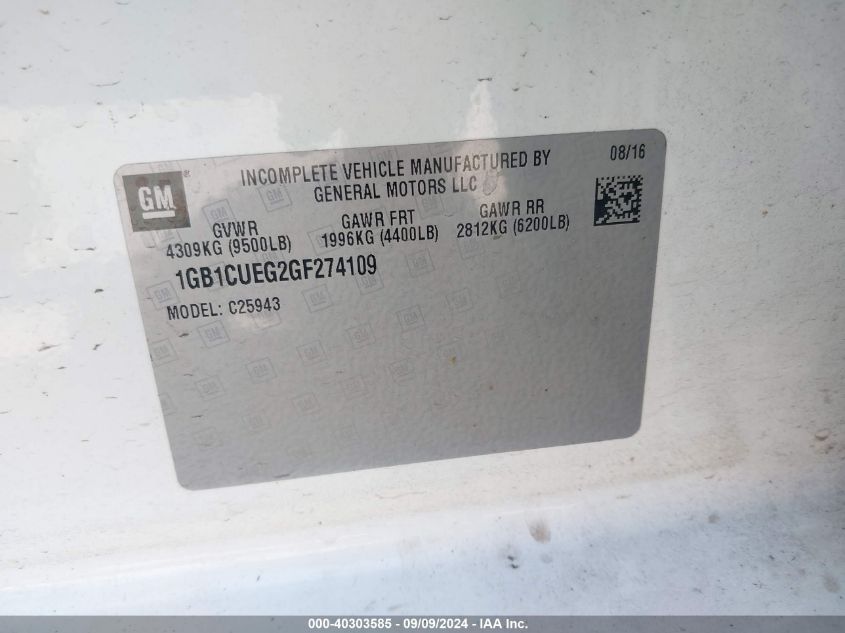 GM
INCOMPLETE VEHICLE MANUFACTURED BY
GENERAL MOTORS LLC
08/16
GVWR
4309KG (9500LB)
GAWR FRT
1996KG (4400LB)
GAWR RR
2812KG (6200LB)
1GB1CUEG2GF274109
MODEL: C25943
000-40303585 - 09/09/2024 - IAA Inc.